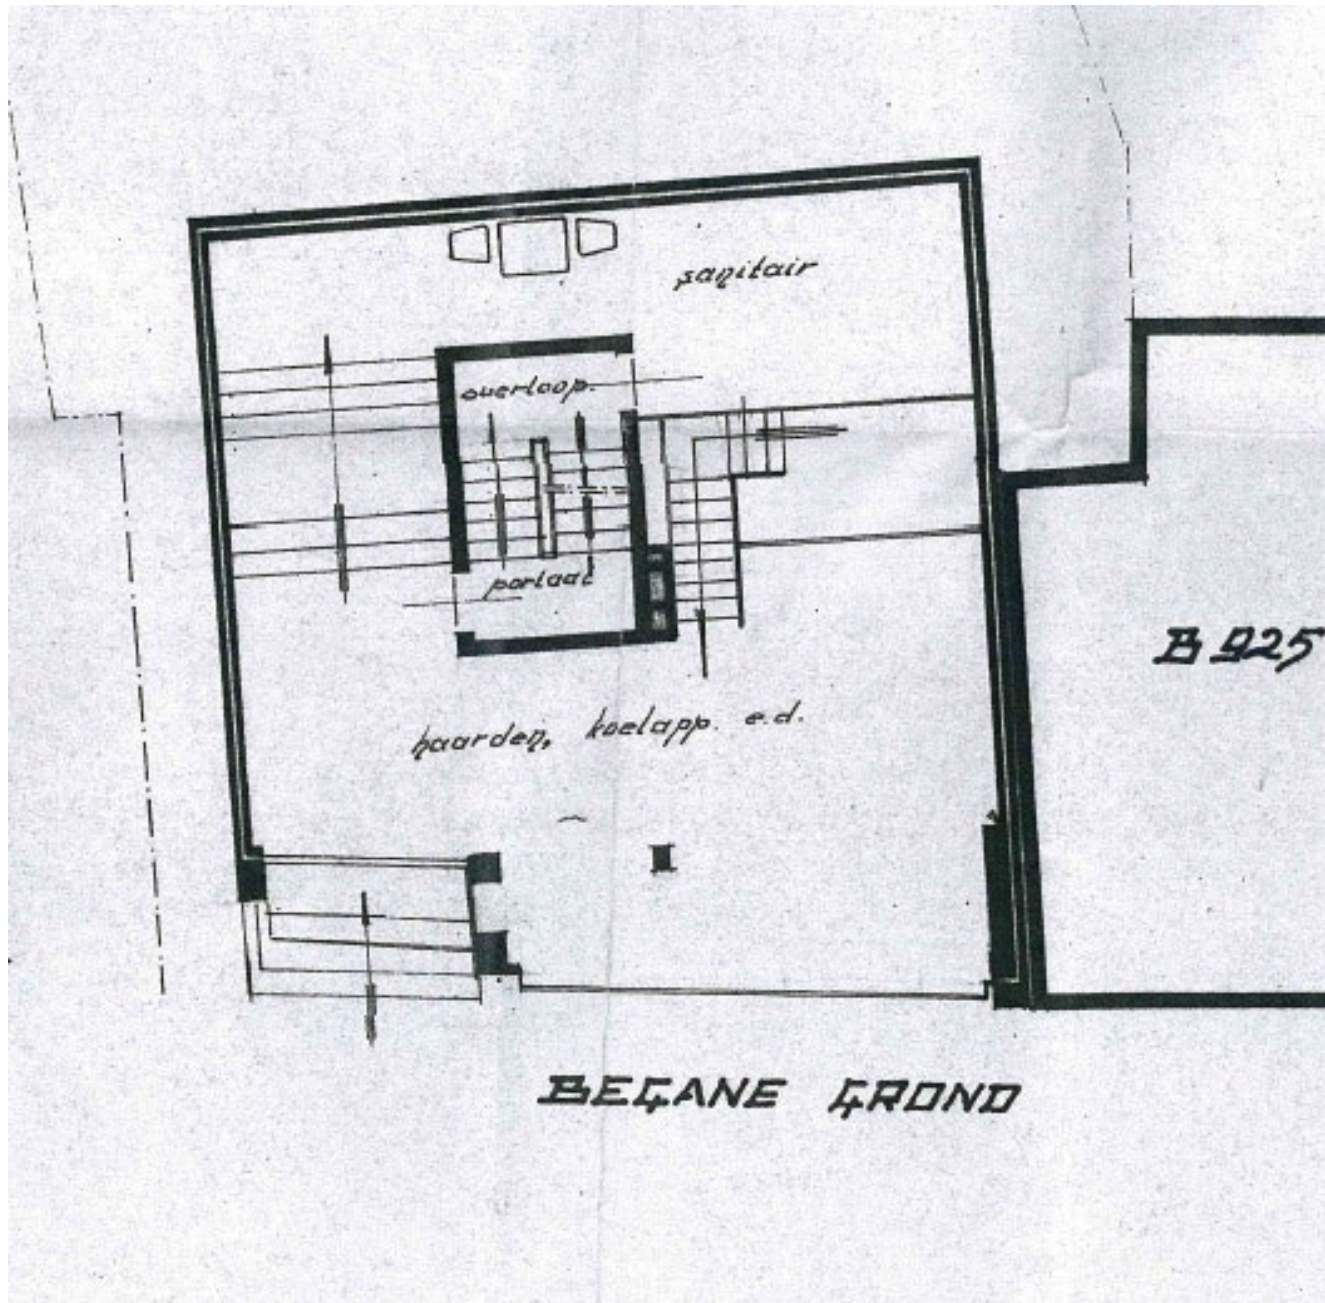 sanitair
overloop.
portaal
B 925
haarden, koelapp. e.d.
BEGANE GROND